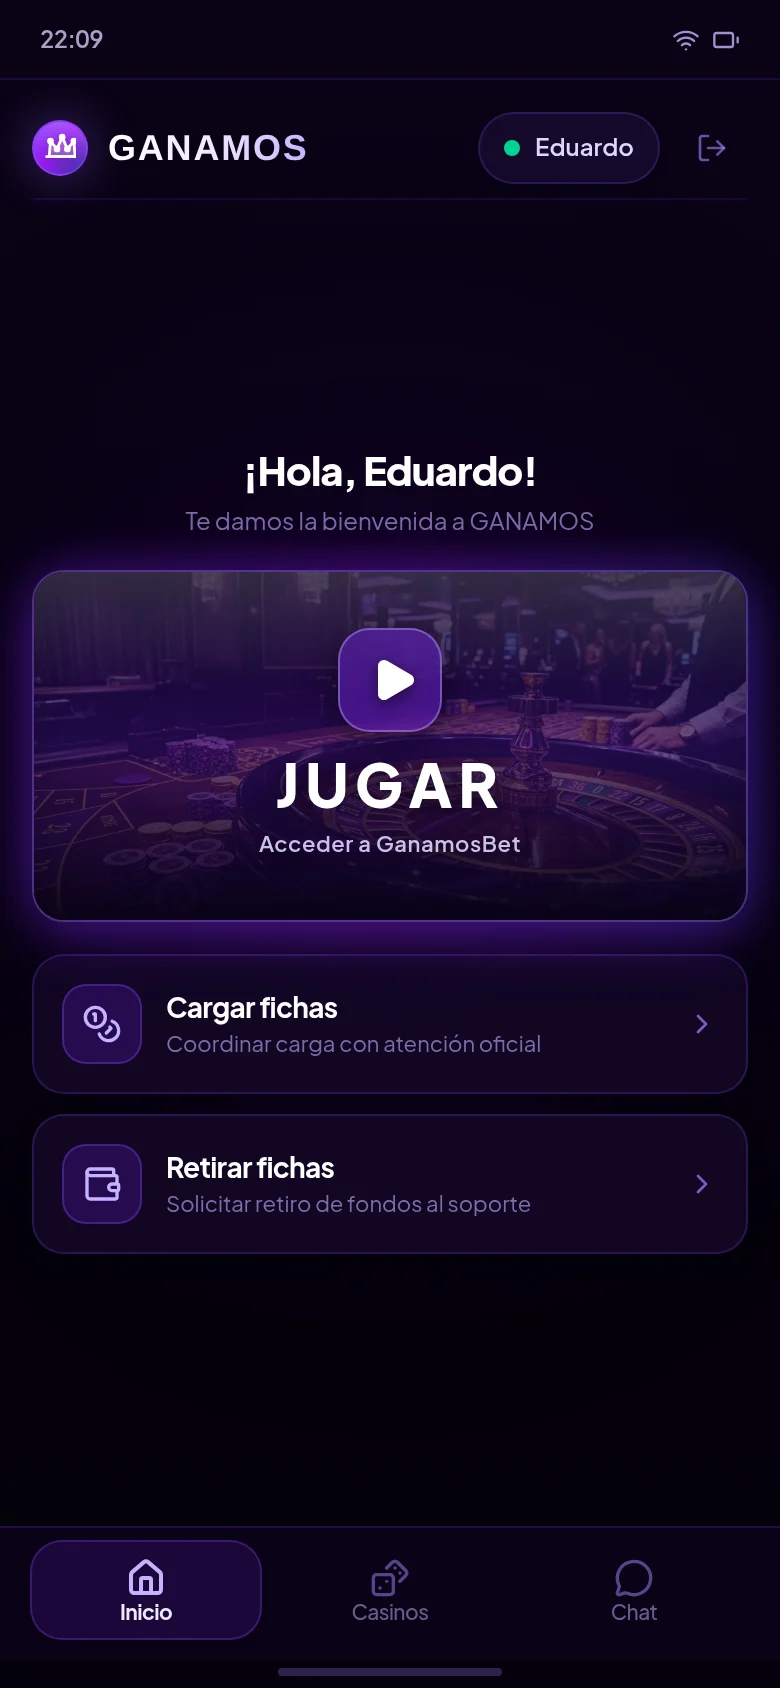 22:09
GANAMOS
Eduardo
¡Hola, Eduardo!
Te damos la bienvenida a GANAMOS
JUGAR
Acceder a GanamosBet
Cargar fichas
Coordinar carga con atención oficial
Retirar fichas
Solicitar retiro de fondos al soporte
Inicio
Casinos
Chat